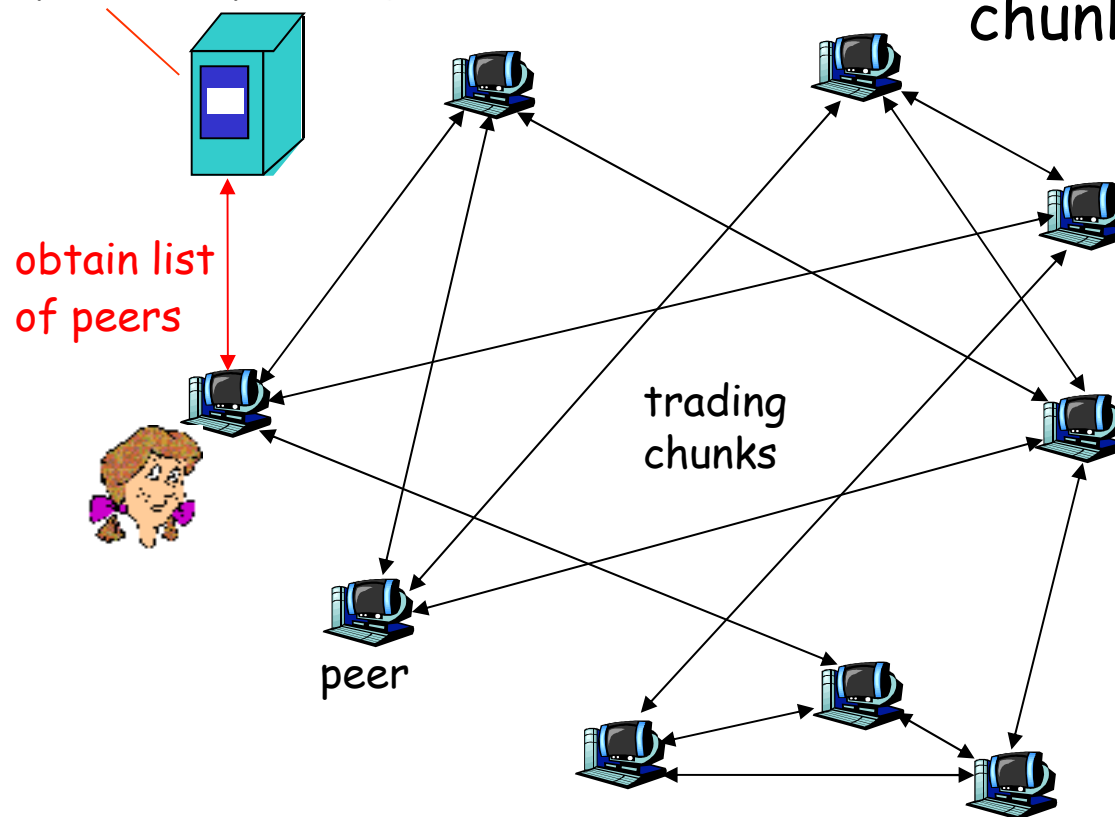 obtain list
of peers
trading
chunks
peer